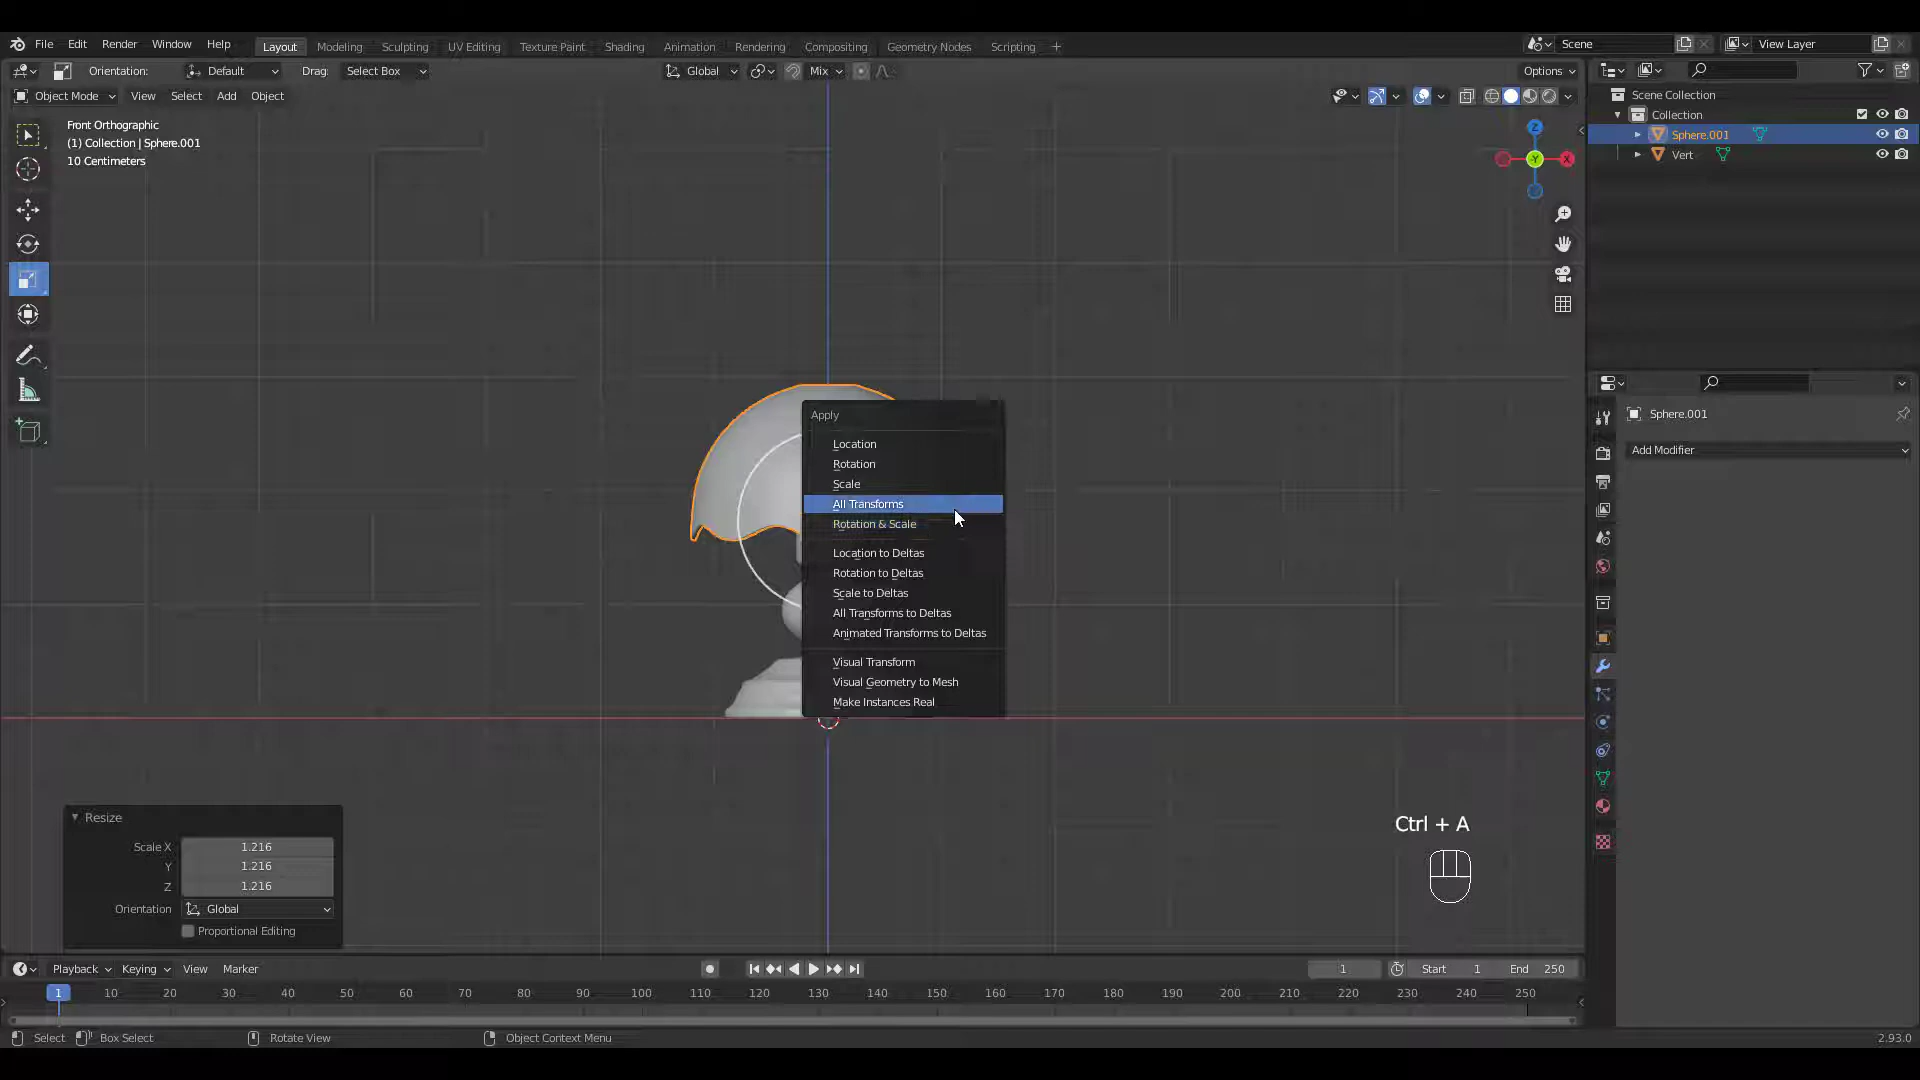 File Edit Render Window Help Layout Modeling Sculpting UV Editing Texture Paint Shading Animation Rendering Compositing Geometry Nodes Scripting + Scene View Layer
Orientation: Default Drag: Select Box Global Mix Options
Object Mode View Select Add Object
Scene Collection
Collection
Sphere.001
Vert
Front Orthographic
(1) Collection | Sphere.001
10 Centimeters
Z
Y
X
Sphere.001
Add Modifier
Apply
Location
Rotation
Scale
All Transforms
Rotation & Scale
Location to Deltas
Rotation to Deltas
Scale to Deltas
All Transforms to Deltas
Animated Transforms to Deltas
Visual Transform
Visual Geometry to Mesh
Make Instances Real
Resize
Scale X 1.216
Y 1.216
Z 1.216
Orientation Global
Proportional Editing
Ctrl + A
Playback Keying View Marker 1 Start 1 End 250
1 10 20 30 40 50 60 70 80 90 100 110 120 130 140 150 160 170 180 190 200 210 220 230 240 250
Select Box Select Rotate View Object Context Menu 2.93.0